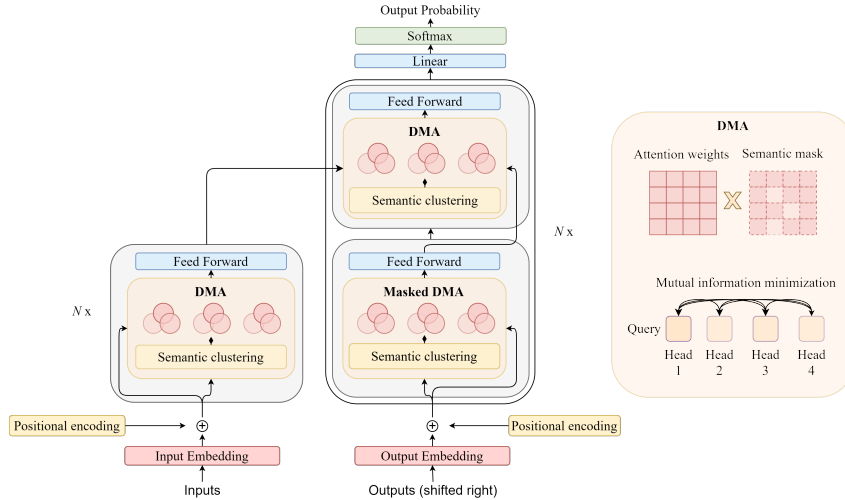 Output Probability
Softmax
Linear
Feed Forward
DMA
Semantic clustering
N x
Feed Forward
Masked DMA
Semantic clustering
Feed Forward
DMA
Semantic clustering
N x
Positional encoding
Input Embedding
Inputs
Positional encoding
Output Embedding
Outputs (shifted right)
DMA
Attention weights
Semantic mask
X
Mutual information minimization
Query
Head
1
Head
2
Head
3
Head
4